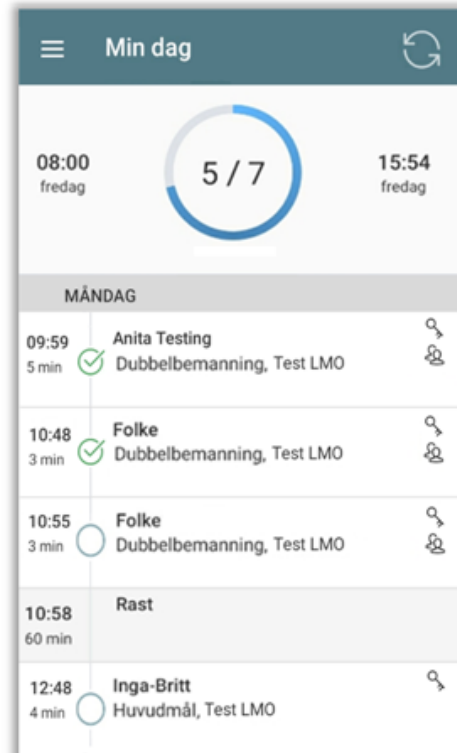 Min dag
08:00
fredag
5 / 7
15:54
fredag
MÅNDAG
09:59
5 min
Anita Testing
Dubbelbemanning, Test LMO
10:48
3 min
Folke
Dubbelbemanning, Test LMO
10:55
3 min
Folke
Dubbelbemanning, Test LMO
10:58
60 min
Rast
12:48
4 min
Inga-Britt
Huvudmål, Test LMO